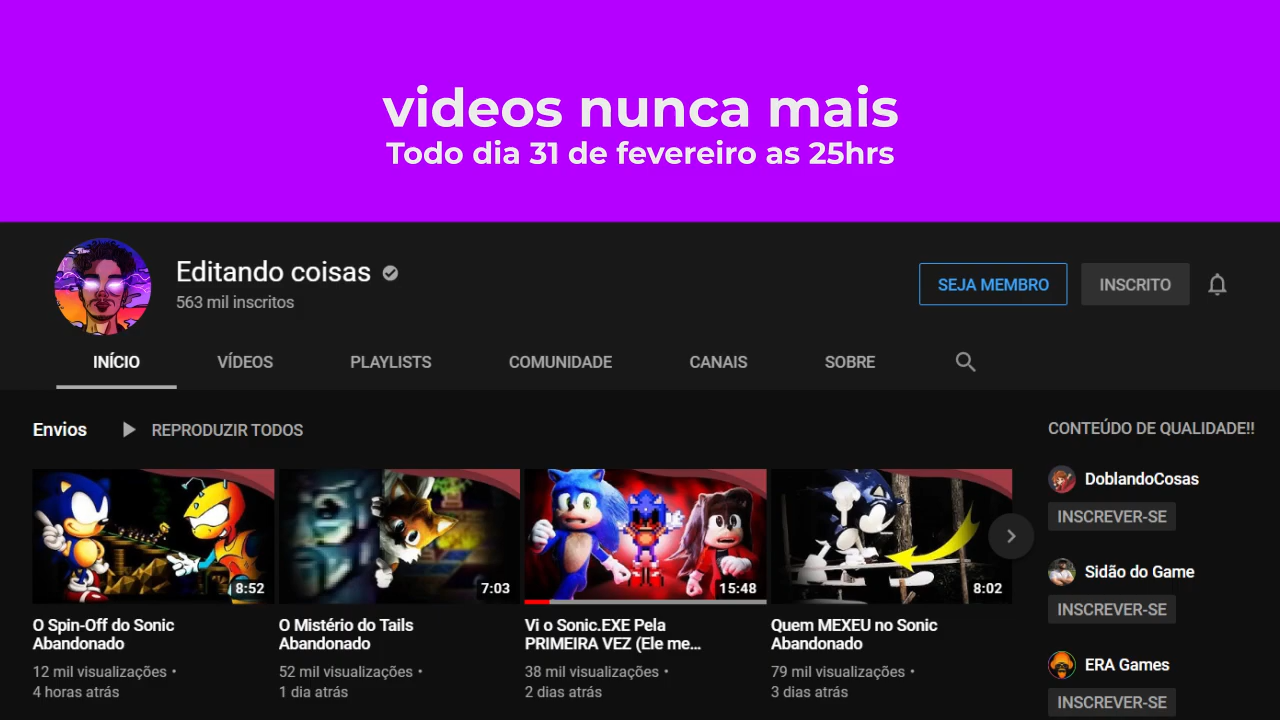 videos nunca mais
Todo dia 31 de fevereiro as 25hrs
Editando coisas
563 mil inscritos
SEJA MEMBRO
INSCRITO
INÍCIO
VÍDEOS
PLAYLISTS
COMUNIDADE
CANAIS
SOBRE
Envios
REPRODUZIR TODOS
8:52
7:03
15:48
8:02
O Spin-Off do Sonic
Abandonado
12 mil visualizações •
4 horas atrás
O Mistério do Tails
Abandonado
52 mil visualizações •
1 dia atrás
Vi o Sonic.EXE Pela
PRIMEIRA VEZ (Ele me...
38 mil visualizações •
2 dias atrás
Quem MEXEU no Sonic
Abandonado
79 mil visualizações •
3 dias atrás
CONTEÚDO DE QUALIDADE!!
DoblandoCosas
INSCREVER-SE
Sidão do Game
INSCREVER-SE
ERA Games
INSCREVER-SE